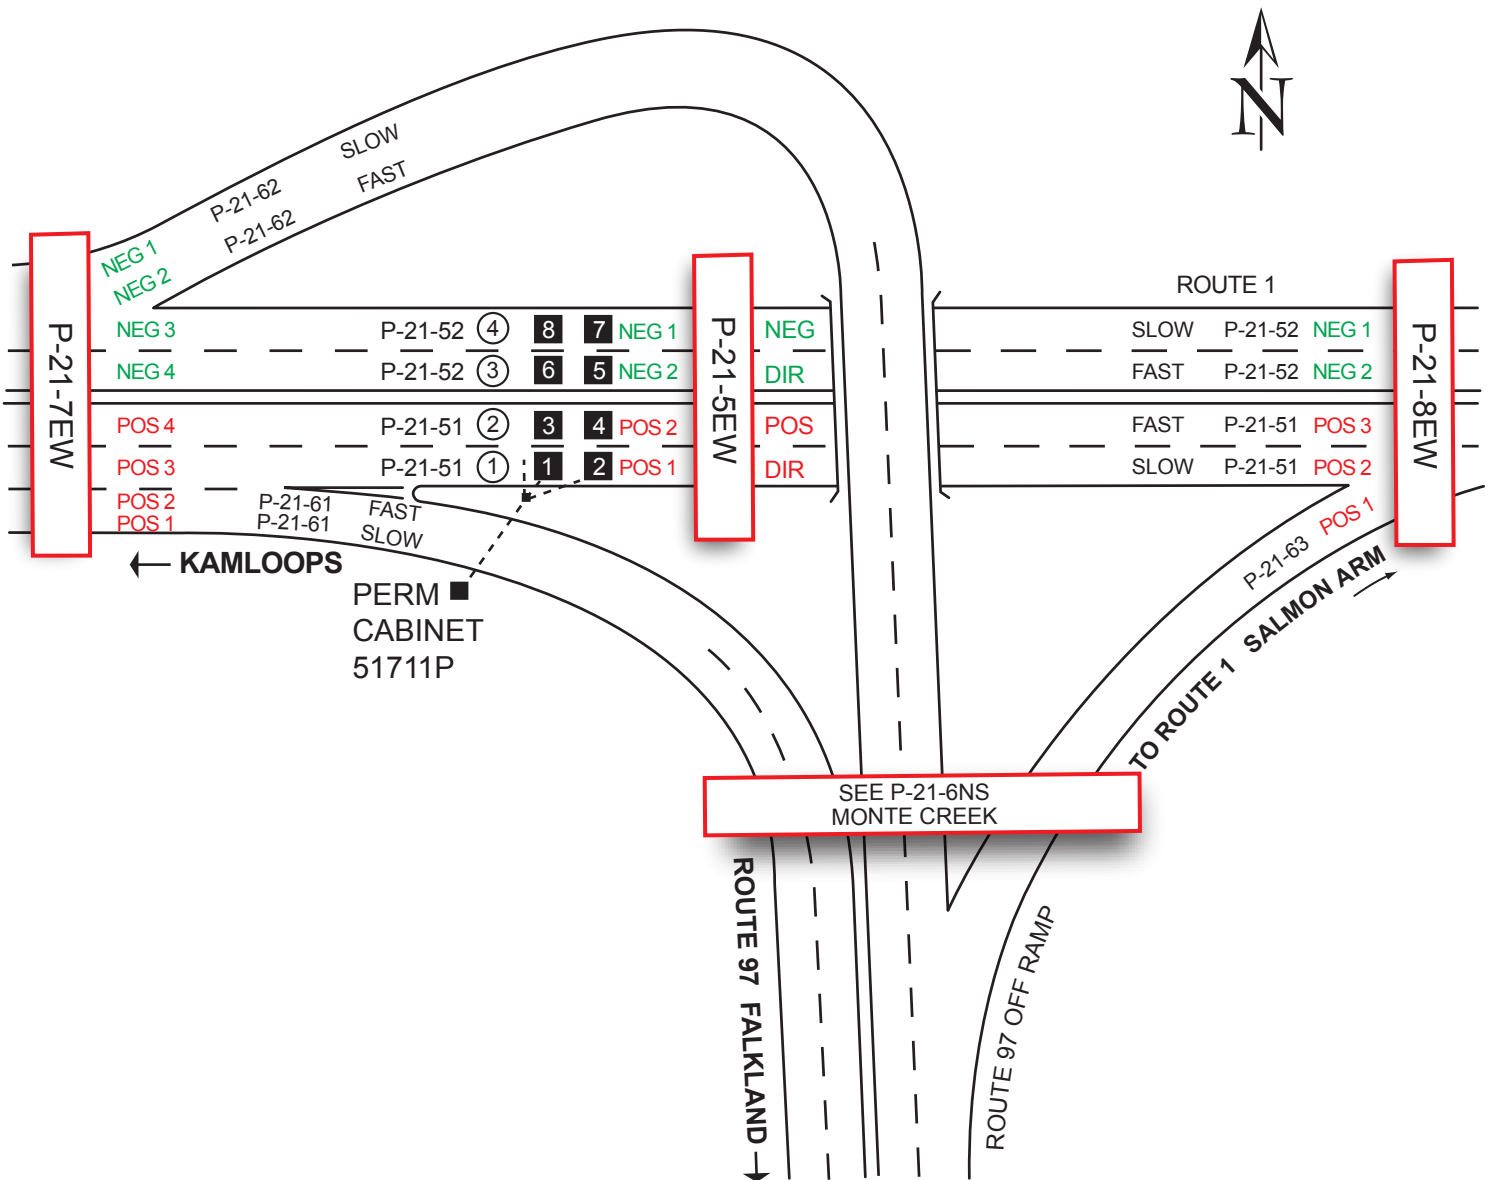 N
SLOW
P-21-62
FAST
P-21-62
NEG 1
NEG 2
ROUTE 1
P-21-7EW
NEG 3
P-21-52 4 8 7 NEG 1
P-21-5EW
NEG
SLOW P-21-52 NEG 1
P-21-8EW
NEG 4
P-21-52 3 6 5 NEG 2
DIR
FAST P-21-52 NEG 2
POS 4
P-21-51 2 3 4 POS 2
POS
FAST P-21-51 POS 3
POS 3
P-21-51 1 1 2 POS 1
DIR
SLOW P-21-51 POS 2
POS 2
P-21-61 FAST
POS 1
P-21-61 SLOW
POS 1
P-21-63
KAMLOOPS
PERM
CABINET
51711P
TO ROUTE 1 SALMON ARM
SEE P-21-6NS
MONTE CREEK
ROUTE 97 FALKLAND
ROUTE 97 OFF RAMP